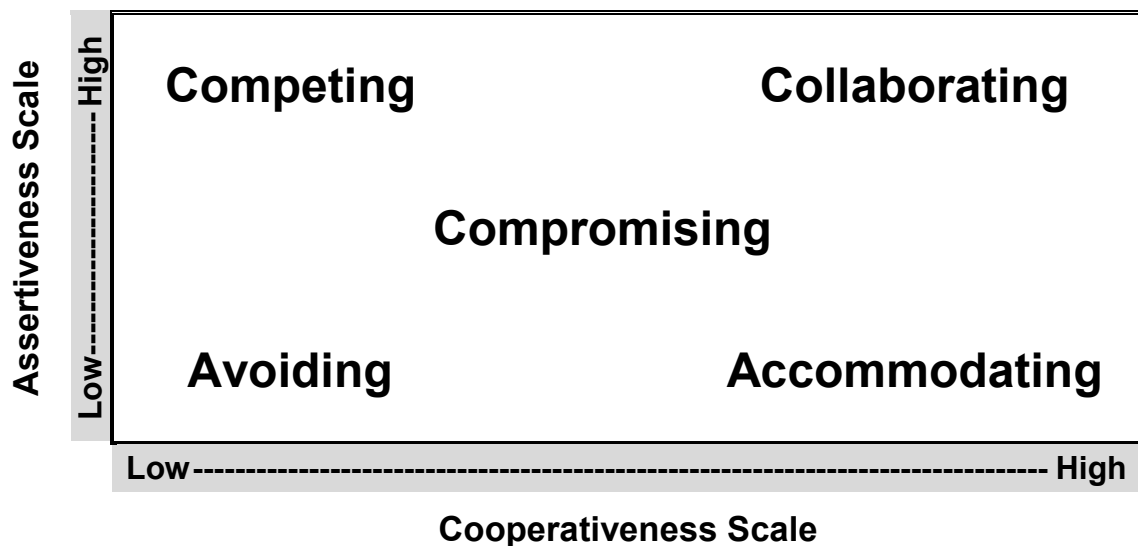 Assertiveness Scale
Low---------------------- High
Competing
Collaborating
Compromising
Avoiding
Accommodating
Low--------------------------------------------------------------------------------- High
Cooperativeness Scale